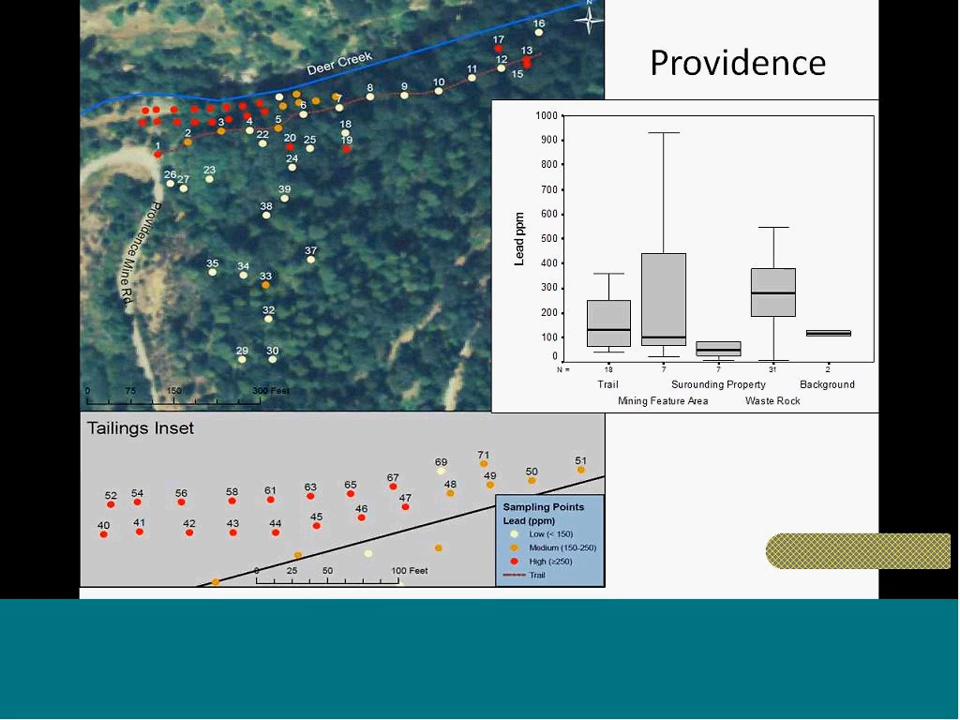 Providence
N
16
17
13
12
15
Deer Creek
11
10
9
8
7
6
5
4
3
2
1
22
20
25
18
19
24
23
26
27
39
38
37
35
34
33
32
29
30
Providence Mine Rd.
0 75 150 300 Feet
1000
900
800
700
600
500
400
300
200
100
0
Lead ppm
N = 18 7 7 31 2
Trail Surounding Property Background
Mining Feature Area Waste Rock
Tailings Inset
69 71 51
52 54 56 58 61 63 65 67 48 49 50
40 41 42 43 44 45 46 47
0 25 50 100 Feet
Sampling Points
Lead (ppm)
Low (< 150)
Medium (150-250)
High (≥250)
Trail